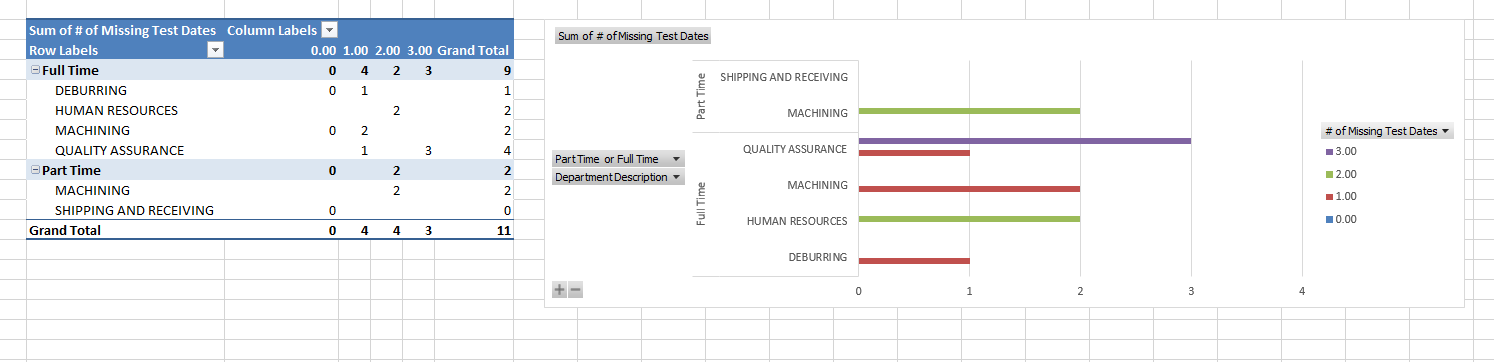 Sum of # of Missing Test Dates Column Labels
Row Labels 0.00 1.00 2.00 3.00 Grand Total
Full Time 0 4 2 3 9
DEBURRING 0 1 1
HUMAN RESOURCES 2 2
MACHINING 0 2 2
QUALITY ASSURANCE 1 3 4
Part Time 0 2 2
MACHINING 2 2
SHIPPING AND RECEIVING 0 0
Grand Total 0 4 4 3 11
Sum of # of Missing Test Dates
Part Time or Full Time
Department Description
Part Time
SHIPPING AND RECEIVING
MACHINING
Full Time
QUALITY ASSURANCE
MACHINING
HUMAN RESOURCES
DEBURRING
0 1 2 3 4
# of Missing Test Dates
3.00
2.00
1.00
0.00